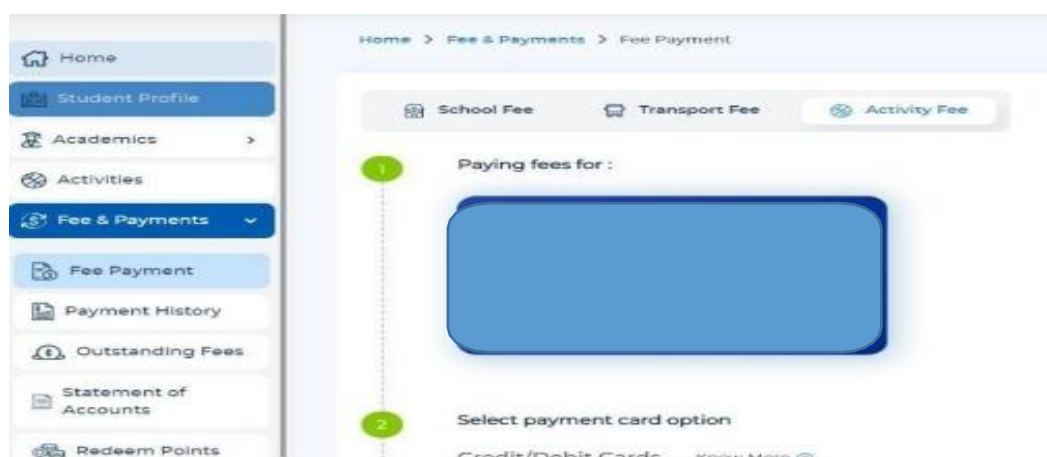 Home
Student Profile
Academics
Activities
Fee & Payments
Fee Payment
Payment History
Outstanding Fees
Statement of
Accounts
Redeem Points
Home > Fee & Payments > Fee Payment
School Fee Transport Fee Activity Fee
1 Paying fees for :
2 Select payment card option
Credit/Debit Cards Know More